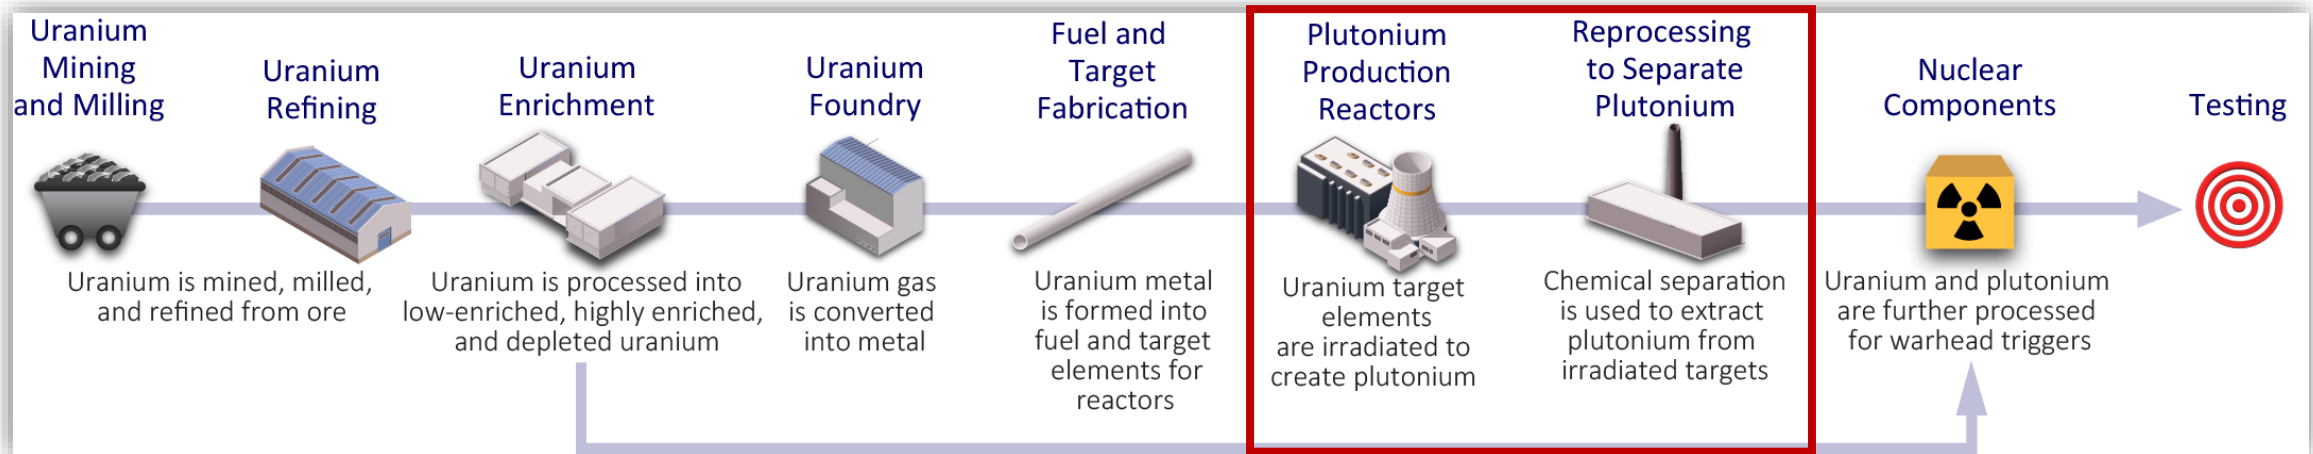 Uranium
Mining
and Milling
Uranium
Refining
Uranium
Enrichment
Uranium
Foundry
Fuel and
Target
Fabrication
Plutonium
Production
Reactors
Reprocessing
to Separate
Plutonium
Nuclear
Components
Testing
Uranium is mined, milled,
and refined from ore
Uranium is processed into
low-enriched, highly enriched,
and depleted uranium
Uranium gas
is converted
into metal
Uranium metal
is formed into
fuel and target
elements for
reactors
Uranium target
elements
are irradiated to
create plutonium
Chemical separation
is used to extract
plutonium from
irradiated targets
Uranium and plutonium
are further processed
for warhead triggers